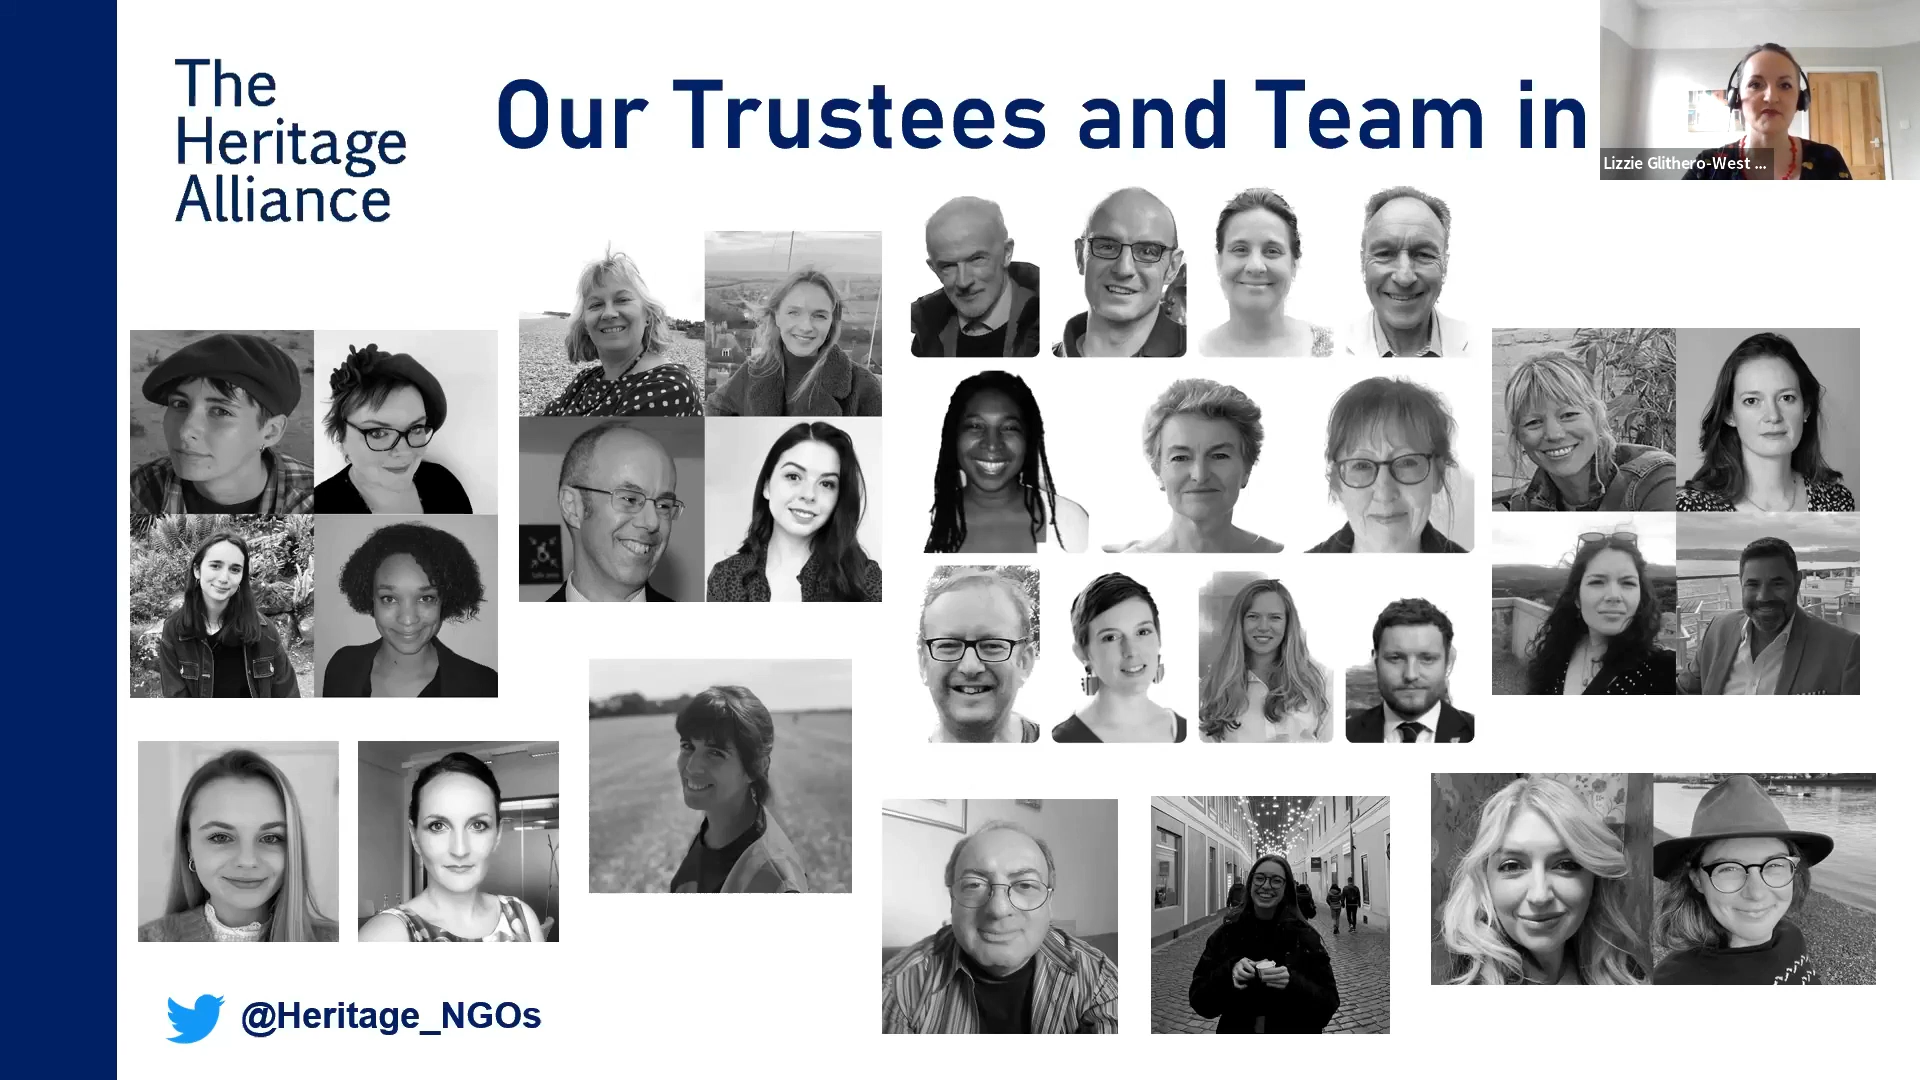 The
Heritage
Alliance
Our Trustees and Team in
Lizzie Glithero-West ...
@Heritage_NGOs